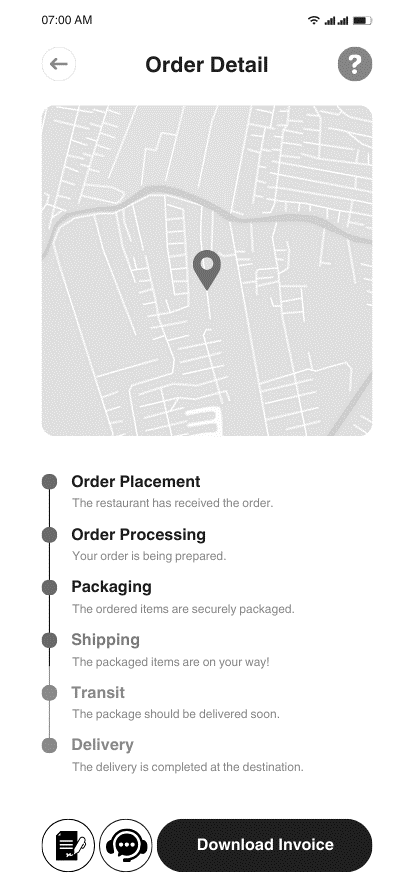 07:00 AM
Order Detail
?
Order Placement
The restaurant has received the order.
Order Processing
Your order is being prepared.
Packaging
The ordered items are securely packaged.
Shipping
The packaged items are on your way!
Transit
The package should be delivered soon.
Delivery
The delivery is completed at the destination.
Download Invoice